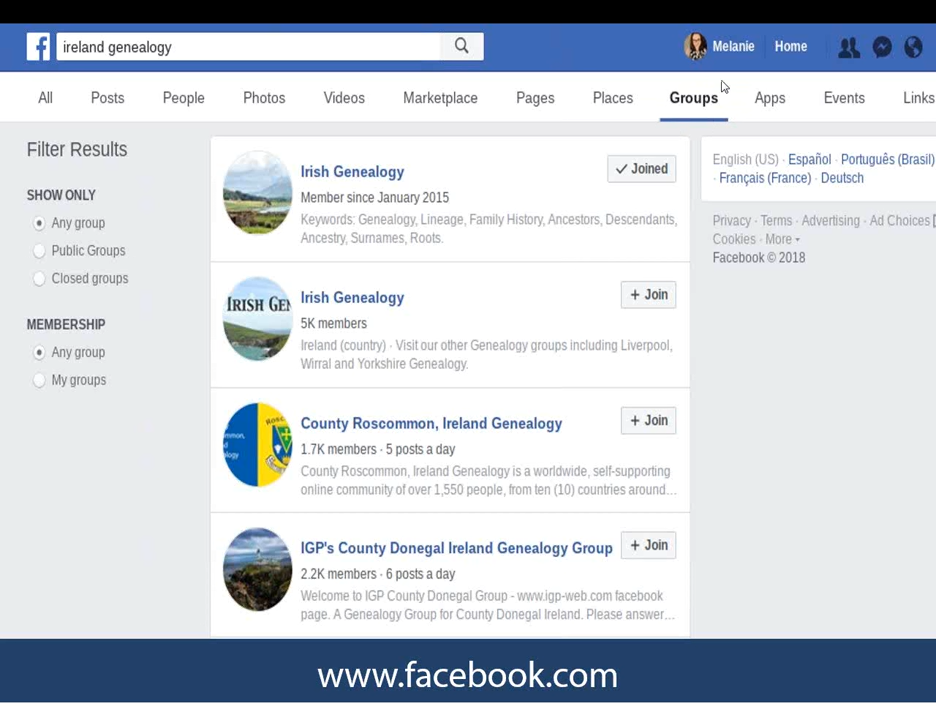 f
ireland genealogy
Melanie Home
All Posts People Photos Videos Marketplace Pages Places Groups Apps Events Links
Filter Results
SHOW ONLY
Any group
Public Groups
Closed groups
MEMBERSHIP
Any group
My groups
Irish Genealogy
Joined
Member since January 2015
Keywords: Genealogy, Lineage, Family History, Ancestors, Descendants,
Ancestry, Surnames, Roots.
IRISH GEN
Irish Genealogy
+ Join
5K members
Ireland (country) · Visit our other Genealogy groups including Liverpool,
Wirral and Yorkshire Genealogy.
County Roscommon, Ireland Genealogy
+ Join
1.7K members · 5 posts a day
County Roscommon, Ireland Genealogy is a worldwide, self-supporting
online community of over 1,550 people, from ten (10) countries around...
IGP's County Donegal Ireland Genealogy Group
+ Join
2.2K members · 6 posts a day
Welcome to IGP County Donegal Group - www.igp-web.com facebook
page. A Genealogy Group for County Donegal Ireland. Please answer...
English (US) · Español · Português (Brasil)
· Français (France) · Deutsch
Privacy · Terms · Advertising · Ad Choices
Cookies · More
Facebook © 2018
www.facebook.com